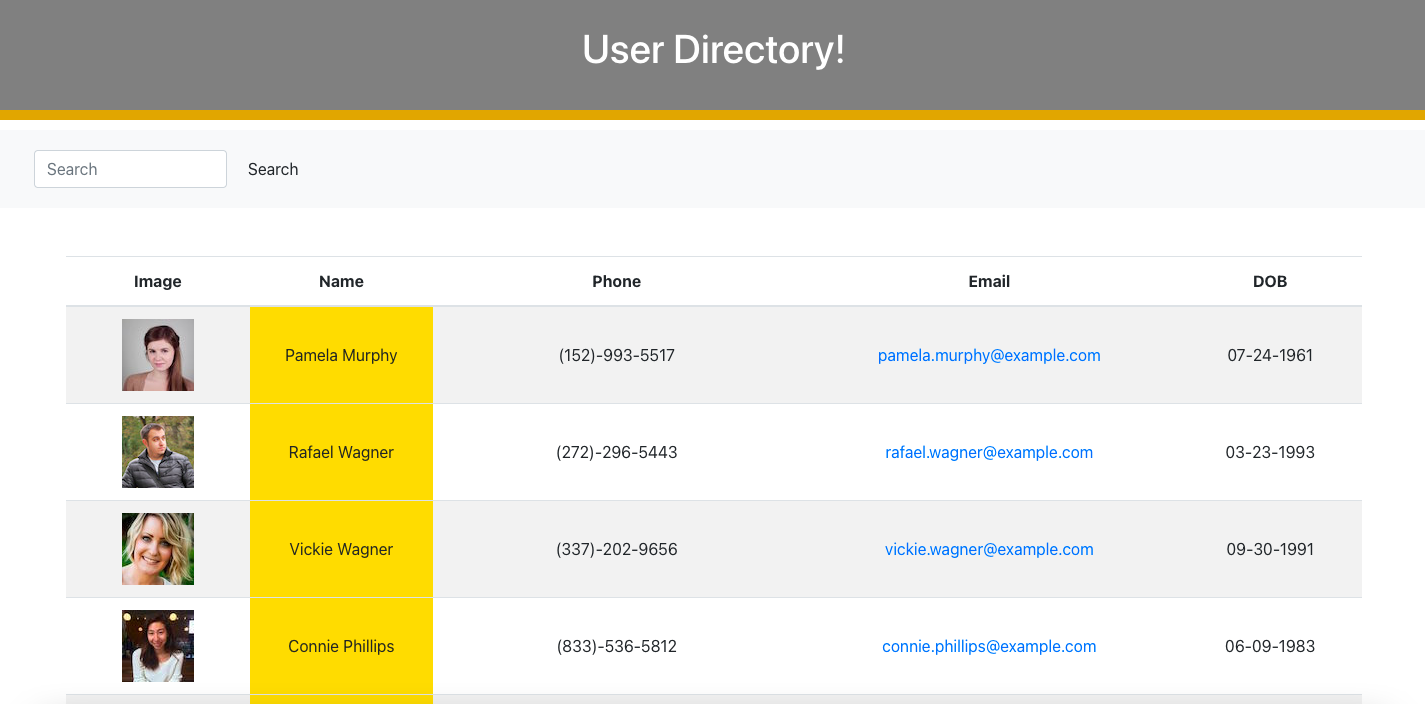 User Directory!
Search Search
Image Name Phone Email DOB
Pamela Murphy (152)-993-5517 pamela.murphy@example.com 07-24-1961
Rafael Wagner (272)-296-5443 rafael.wagner@example.com 03-23-1993
Vickie Wagner (337)-202-9656 vickie.wagner@example.com 09-30-1991
Connie Phillips (833)-536-5812 connie.phillips@example.com 06-09-1983